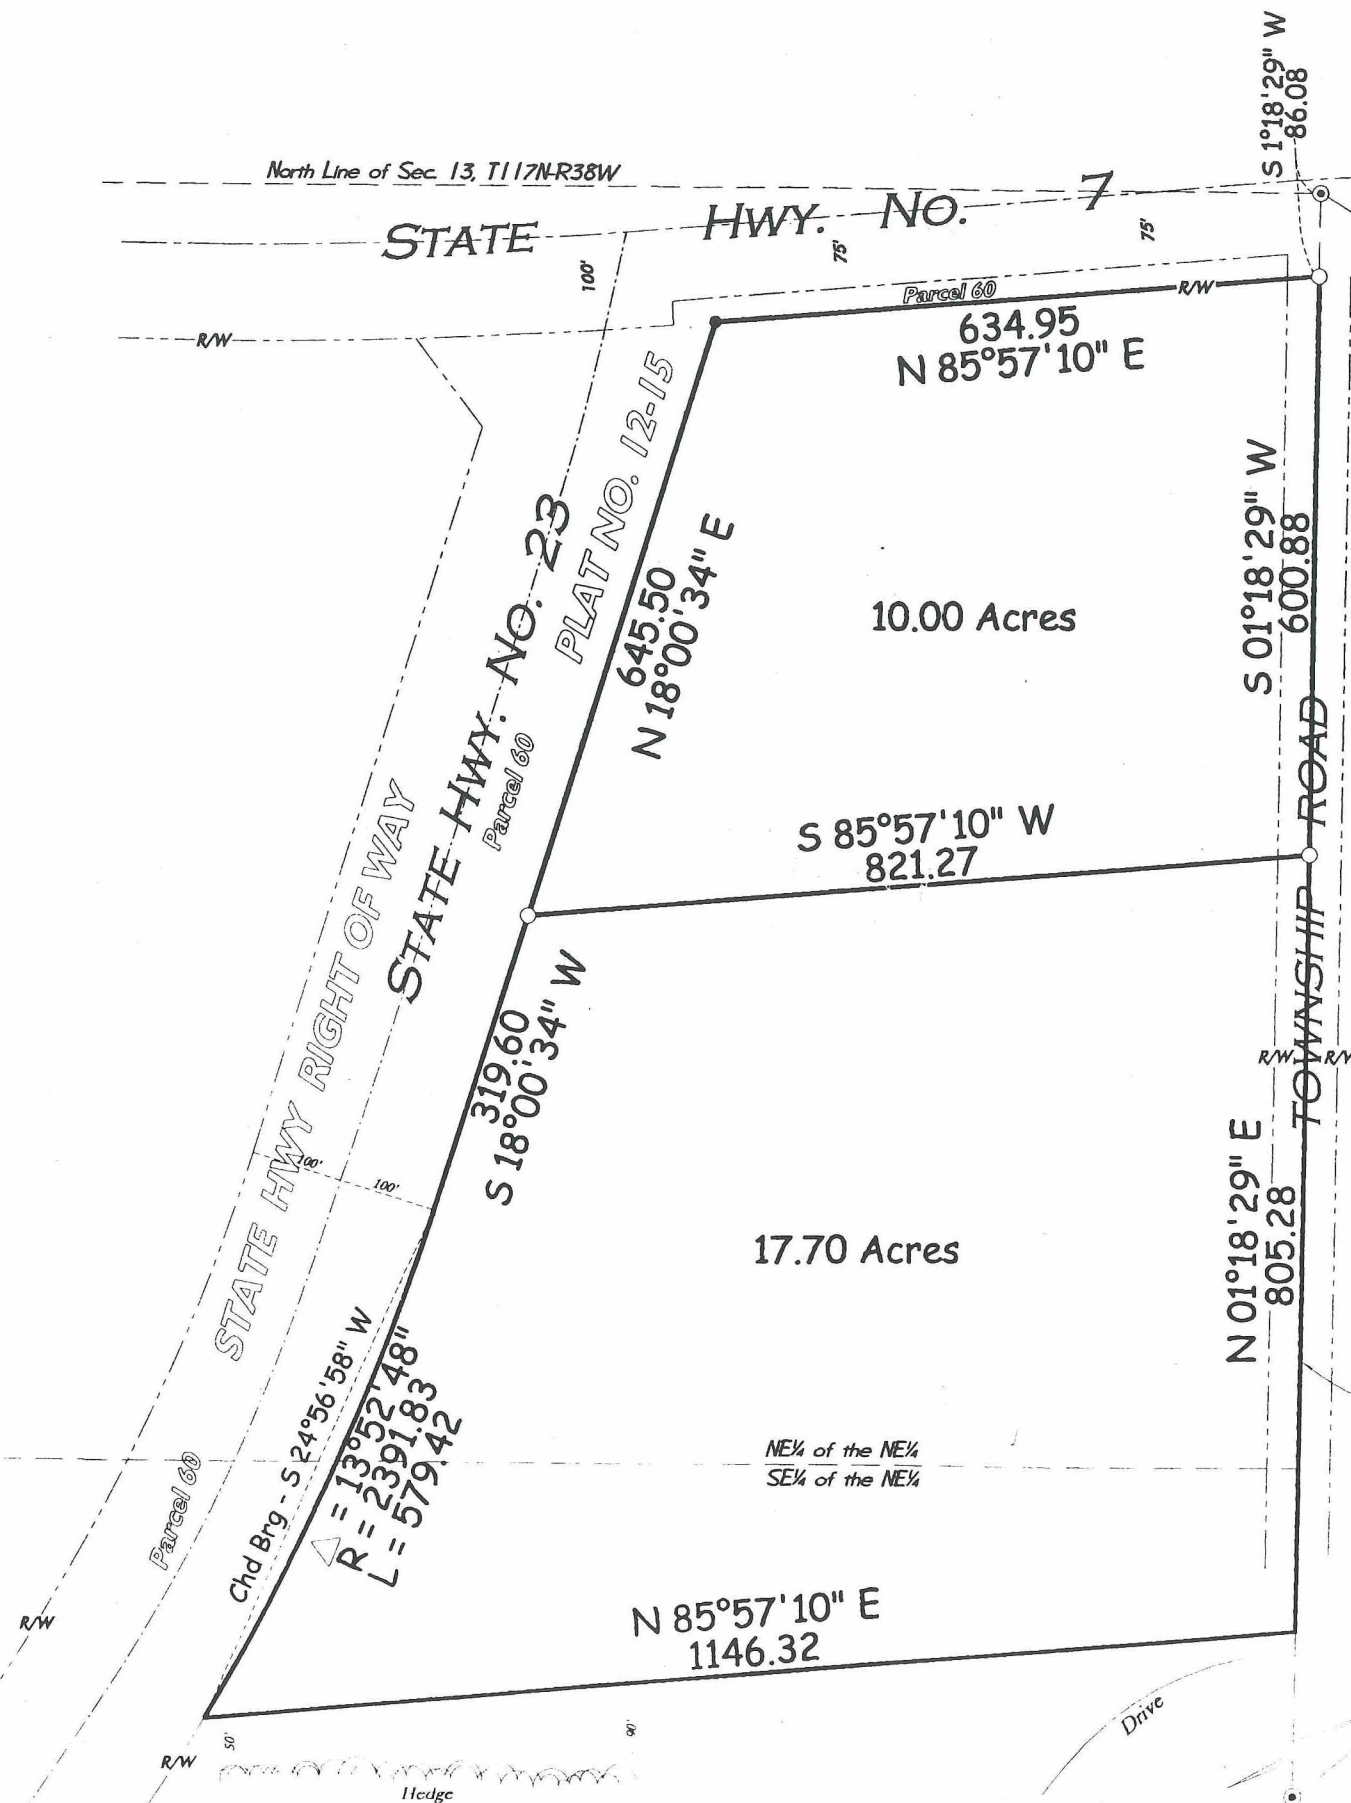 S 1°18'29" W
86.08
North Line of Sec. 13, T117N-R38W
STATE HWY. NO. 7
75'
75'
100'
Parcel 60
R/W
R/W
634.95
N 85°57'10" E
PLAT NO. 12-15
STATE HWY. NO. 23
645.50
N 18°00'34" E
S 01°18'29" W
600.88
10.00 Acres
Parcel 60
TOWNSHIP ROAD
S 85°57'10" W
821.27
STATE HWY RIGHT OF WAY
319.60
S 18°00'34" W
R/W
R/W
100'
100'
N 01°18'29" E
805.28
17.70 Acres
Chd Brg - S 24°56'58" W
△ = 13°52'48"
R = 2391.83
L = 579.42
NE¼ of the NE¼
SE¼ of the NE¼
Parcel 60
R/W
N 85°57'10" E
1146.32
Drive
50'
90'
R/W
Hedge